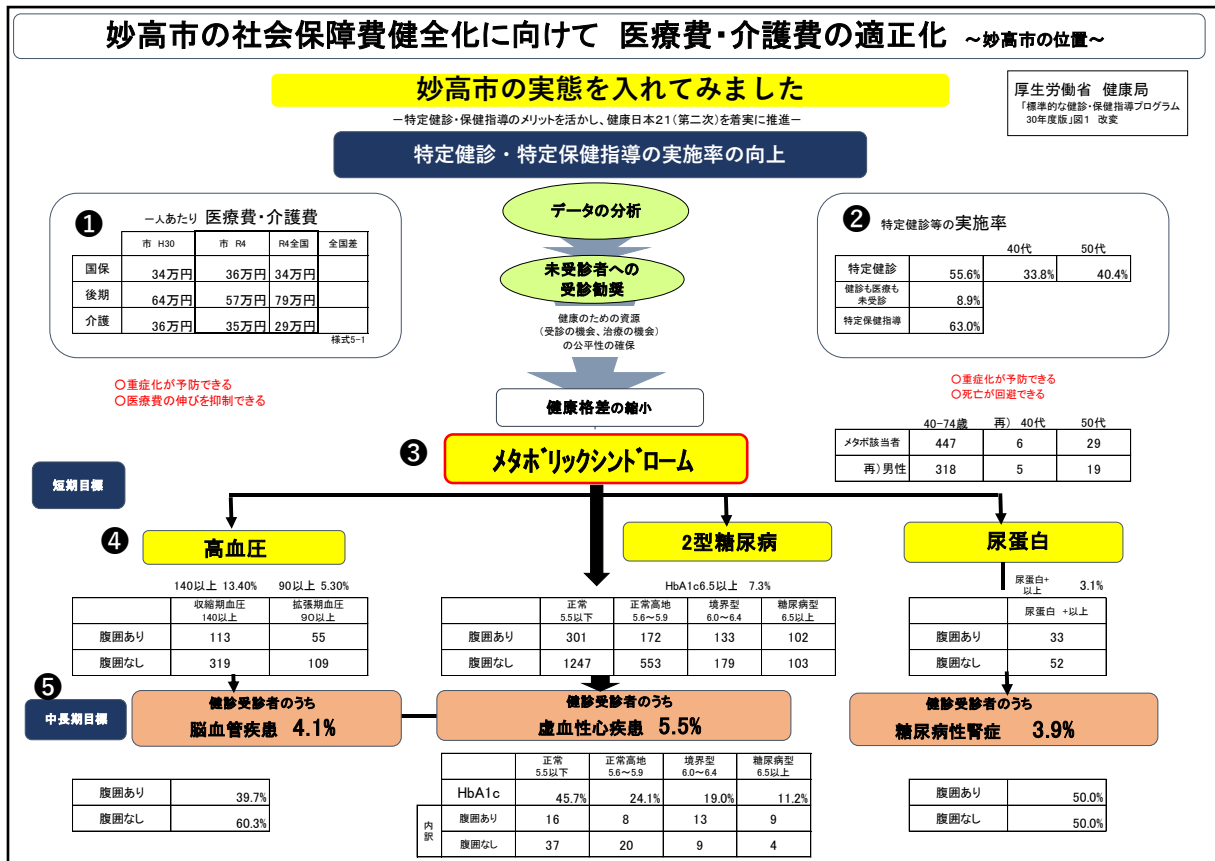 妙高市の社会保障費健全化に向けて 医療費・介護費の適正化 ～妙高市の位置～
妙高市の実態を入れてみました
厚生労働省 健康局
「標準的な健診・保健指導プログラム
30年度版」図1 改変
－特定健診・保健指導のメリットを活かし、健康日本21(第二次)を着実に推進－
特定健診・特定保健指導の実施率の向上
データの分析
未受診者への
受診勧奨
健康のための資源
(受診の機会、治療の機会)
の公平性の確保
健康格差の縮小
❶ 一人あたり 医療費・介護費
市 H30 市 R4 R4全国 全国差
国保 34万円 36万円 34万円
後期 64万円 57万円 79万円
介護 36万円 35万円 29万円
様式5-1
〇重症化が予防できる
〇医療費の伸びを抑制できる
❷ 特定健診等の実施率
40代 50代
特定健診 55.6% 33.8% 40.4%
健診も医療も
未受診 8.9%
特定保健指導 63.0%
〇重症化が予防できる
〇死亡が回避できる
40-74歳 再) 40代 50代
メタボ該当者 447 6 29
再)男性 318 5 19
❸ メタボリックシンドローム
短期目標
❹ 高血圧
2型糖尿病
尿蛋白
140以上 13.40% 90以上 5.30%
収縮期血圧
140以上
拡張期血圧
90以上
腹囲あり 113 55
腹囲なし 319 109
HbA1c6.5以上 7.3%
正常
5.5以下
正常高地
5.6～5.9
境界型
6.0～6.4
糖尿病型
6.5以上
腹囲あり 301 172 133 102
腹囲なし 1247 553 179 103
尿蛋白+
以上
3.1%
尿蛋白 +以上
腹囲あり 33
腹囲なし 52
❺
中長期目標
健診受診者のうち
脳血管疾患 4.1%
健診受診者のうち
虚血性心疾患 5.5%
健診受診者のうち
糖尿病性腎症 3.9%
腹囲あり 39.7%
腹囲なし 60.3%
正常
5.5以下
正常高地
5.6～5.9
境界型
6.0～6.4
糖尿病型
6.5以上
HbA1c 45.7% 24.1% 19.0% 11.2%
内訳
腹囲あり 16 8 13 9
腹囲なし 37 20 9 4
腹囲あり 50.0%
腹囲なし 50.0%